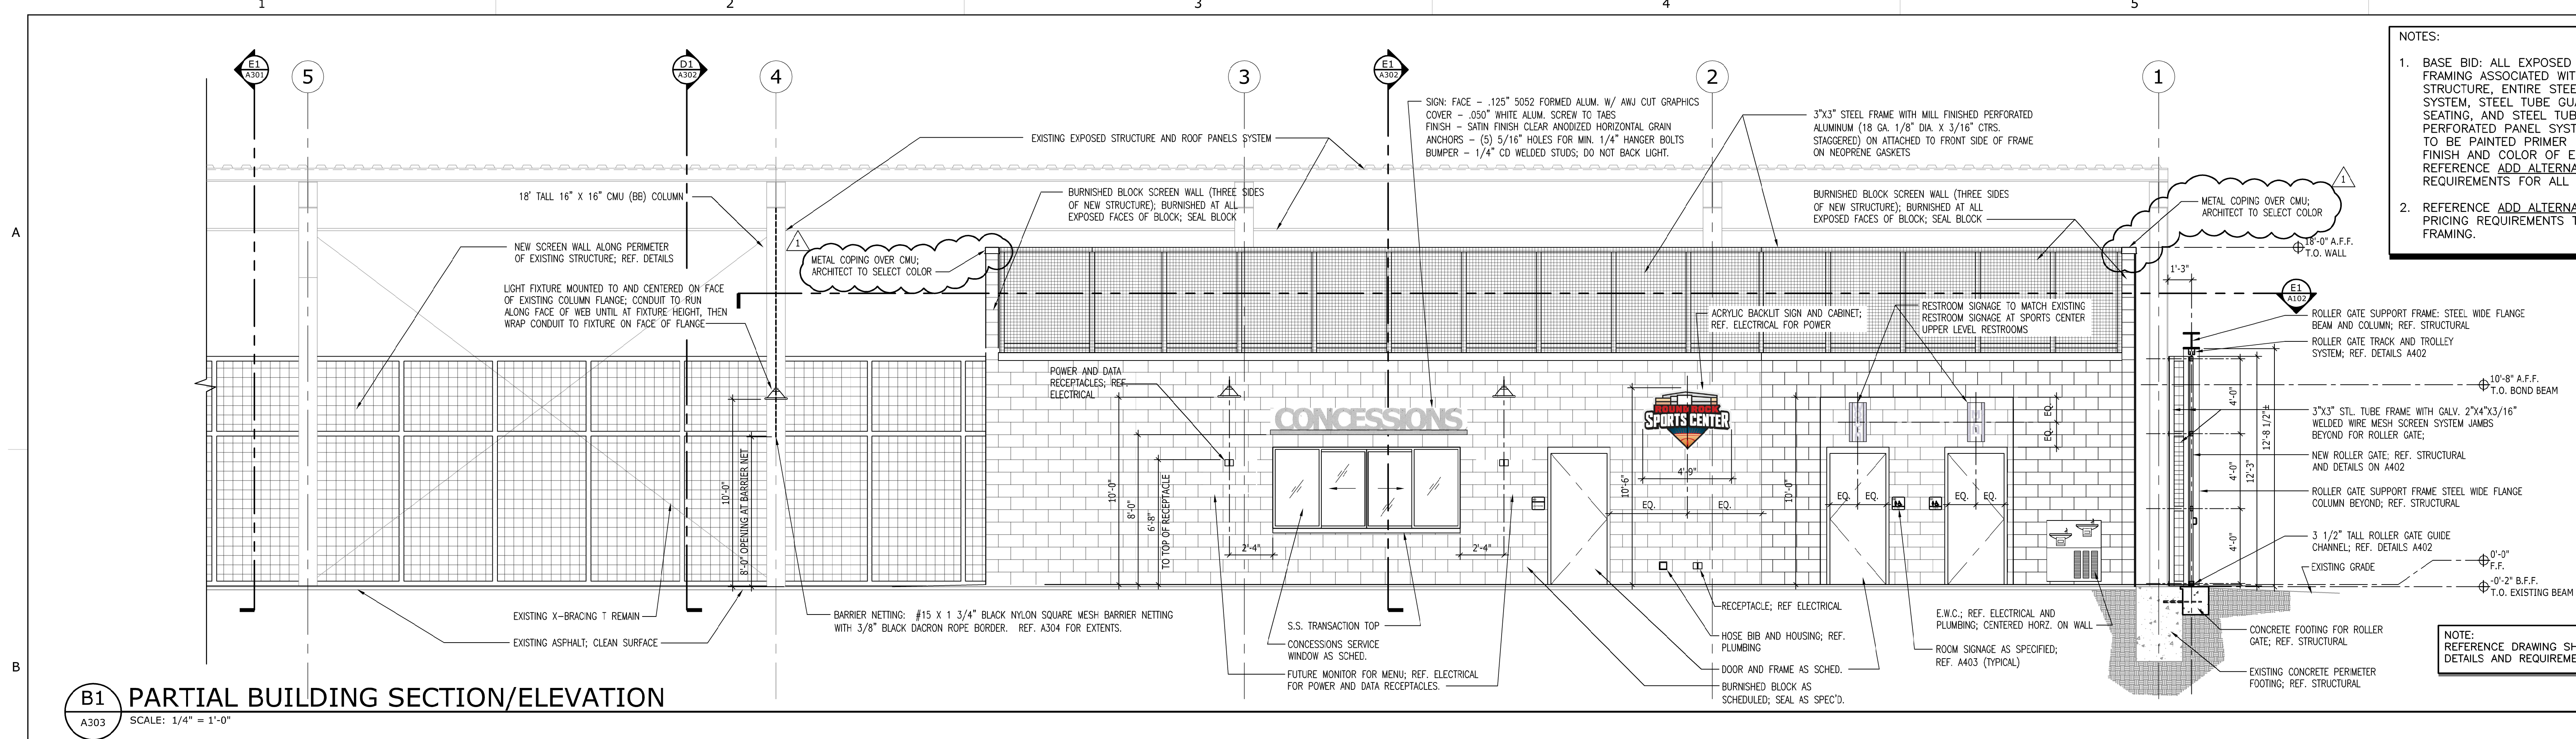 1 2 3 4 5
E1
A301
5
D1
A302
4
3
E1
A302
2
1
A
B
EXISTING EXPOSED STRUCTURE AND ROOF PANELS SYSTEM
SIGN: FACE – .125" 5052 FORMED ALUM. W/ AWJ CUT GRAPHICS
COVER – .050" WHITE ALUM. SCREW TO TABS
FINISH – SATIN FINISH CLEAR ANODIZED HORIZONTAL GRAIN
ANCHORS – (5) 5/16" HOLES FOR MIN. 1/4" HANGER BOLTS
BUMPER – 1/4" CD WELDED STUDS; DO NOT BACK LIGHT.
3"X3" STEEL FRAME WITH MILL FINISHED PERFORATED
ALUMINUM (18 GA. 1/8" DIA. X 3/16" CTRS.
STAGGERED) ON ATTACHED TO FRONT SIDE OF FRAME
ON NEOPRENE GASKETS
18' TALL 16" X 16" CMU (BB) COLUMN
BURNISHED BLOCK SCREEN WALL (THREE SIDES
OF NEW STRUCTURE); BURNISHED AT ALL
EXPOSED FACES OF BLOCK; SEAL BLOCK
BURNISHED BLOCK SCREEN WALL (THREE SIDES
OF NEW STRUCTURE); BURNISHED AT ALL
EXPOSED FACES OF BLOCK; SEAL BLOCK
1
METAL COPING OVER CMU;
ARCHITECT TO SELECT COLOR
NEW SCREEN WALL ALONG PERIMETER
OF EXISTING STRUCTURE; REF. DETAILS
1
METAL COPING OVER CMU;
ARCHITECT TO SELECT COLOR
18'-0" A.F.F.
T.O. WALL
1'-3"
LIGHT FIXTURE MOUNTED TO AND CENTERED ON FACE
OF EXISTING COLUMN FLANGE; CONDUIT TO RUN
ALONG FACE OF WEB UNTIL AT FIXTURE HEIGHT, THEN
WRAP CONDUIT TO FIXTURE ON FACE OF FLANGE
E1
A102
ACRYLIC BACKLIT SIGN AND CABINET;
REF. ELECTRICAL FOR POWER
RESTROOM SIGNAGE TO MATCH EXISTING
RESTROOM SIGNAGE AT SPORTS CENTER
UPPER LEVEL RESTROOMS
ROLLER GATE SUPPORT FRAME: STEEL WIDE FLANGE
BEAM AND COLUMN; REF. STRUCTURAL
ROLLER GATE TRACK AND TROLLEY
SYSTEM; REF. DETAILS A402
POWER AND DATA
RECEPTACLES; REF.
ELECTRICAL
10'-8" A.F.F.
T.O. BOND BEAM
CONCESSIONS
ROUND ROCK
SPORTS CENTER
3"X3" STL. TUBE FRAME WITH GALV. 2"X4"X3/16"
WELDED WIRE MESH SCREEN SYSTEM JAMBS
BEYOND FOR ROLLER GATE;
NEW ROLLER GATE; REF. STRUCTURAL
AND DETAILS ON A402
ROLLER GATE SUPPORT FRAME STEEL WIDE FLANGE
COLUMN BEYOND; REF. STRUCTURAL
3 1/2" TALL ROLLER GATE GUIDE
CHANNEL; REF. DETAILS A402
10'-0"
8'-0" OPENING AT BARRIER NET
10'-0"
8'-0"
6'-8"
TO TOP OF RECEPTACLE
2'-4"
2'-4"
4'-9"
10'-6"
EQ. EQ.
10'-0"
EQ. EQ.
EQ. EQ.
EQ.
EQ.
4'-0"
4'-0"
4'-0"
12'-3"
12'-8 1/2"±
0'-0"
F.F.
EXISTING GRADE
-0'-2" B.F.F.
T.O. EXISTING BEAM
EXISTING X-BRACING T REMAIN
EXISTING ASPHALT; CLEAN SURFACE
BARRIER NETTING: #15 X 1 3/4" BLACK NYLON SQUARE MESH BARRIER NETTING
WITH 3/8" BLACK DACRON ROPE BORDER. REF. A304 FOR EXTENTS.
S.S. TRANSACTION TOP
CONCESSIONS SERVICE
WINDOW AS SCHED.
FUTURE MONITOR FOR MENU; REF. ELECTRICAL
FOR POWER AND DATA RECEPTACLES.
RECEPTACLE; REF ELECTRICAL
HOSE BIB AND HOUSING; REF.
PLUMBING
DOOR AND FRAME AS SCHED.
BURNISHED BLOCK AS
SCHEDULED; SEAL AS SPEC'D.
E.W.C.; REF. ELECTRICAL AND
PLUMBING; CENTERED HORZ. ON WALL
ROOM SIGNAGE AS SPECIFIED;
REF. A403 (TYPICAL)
CONCRETE FOOTING FOR ROLLER
GATE; REF. STRUCTURAL
EXISTING CONCRETE PERIMETER
FOOTING; REF. STRUCTURAL
NOTES:
1. BASE BID: ALL EXPOSED
FRAMING ASSOCIATED WIT
STRUCTURE, ENTIRE STEE
SYSTEM, STEEL TUBE GUA
SEATING, AND STEEL TUB
PERFORATED PANEL SYST
TO BE PAINTED PRIMER
FINISH AND COLOR OF E
REFERENCE ADD ALTERNA
REQUIREMENTS FOR ALL
2. REFERENCE ADD ALTERNA
PRICING REQUIREMENTS T
FRAMING.
NOTE:
REFERENCE DRAWING SH
DETAILS AND REQUIREME
B1
A303
PARTIAL BUILDING SECTION/ELEVATION
SCALE: 1/4" = 1'-0"